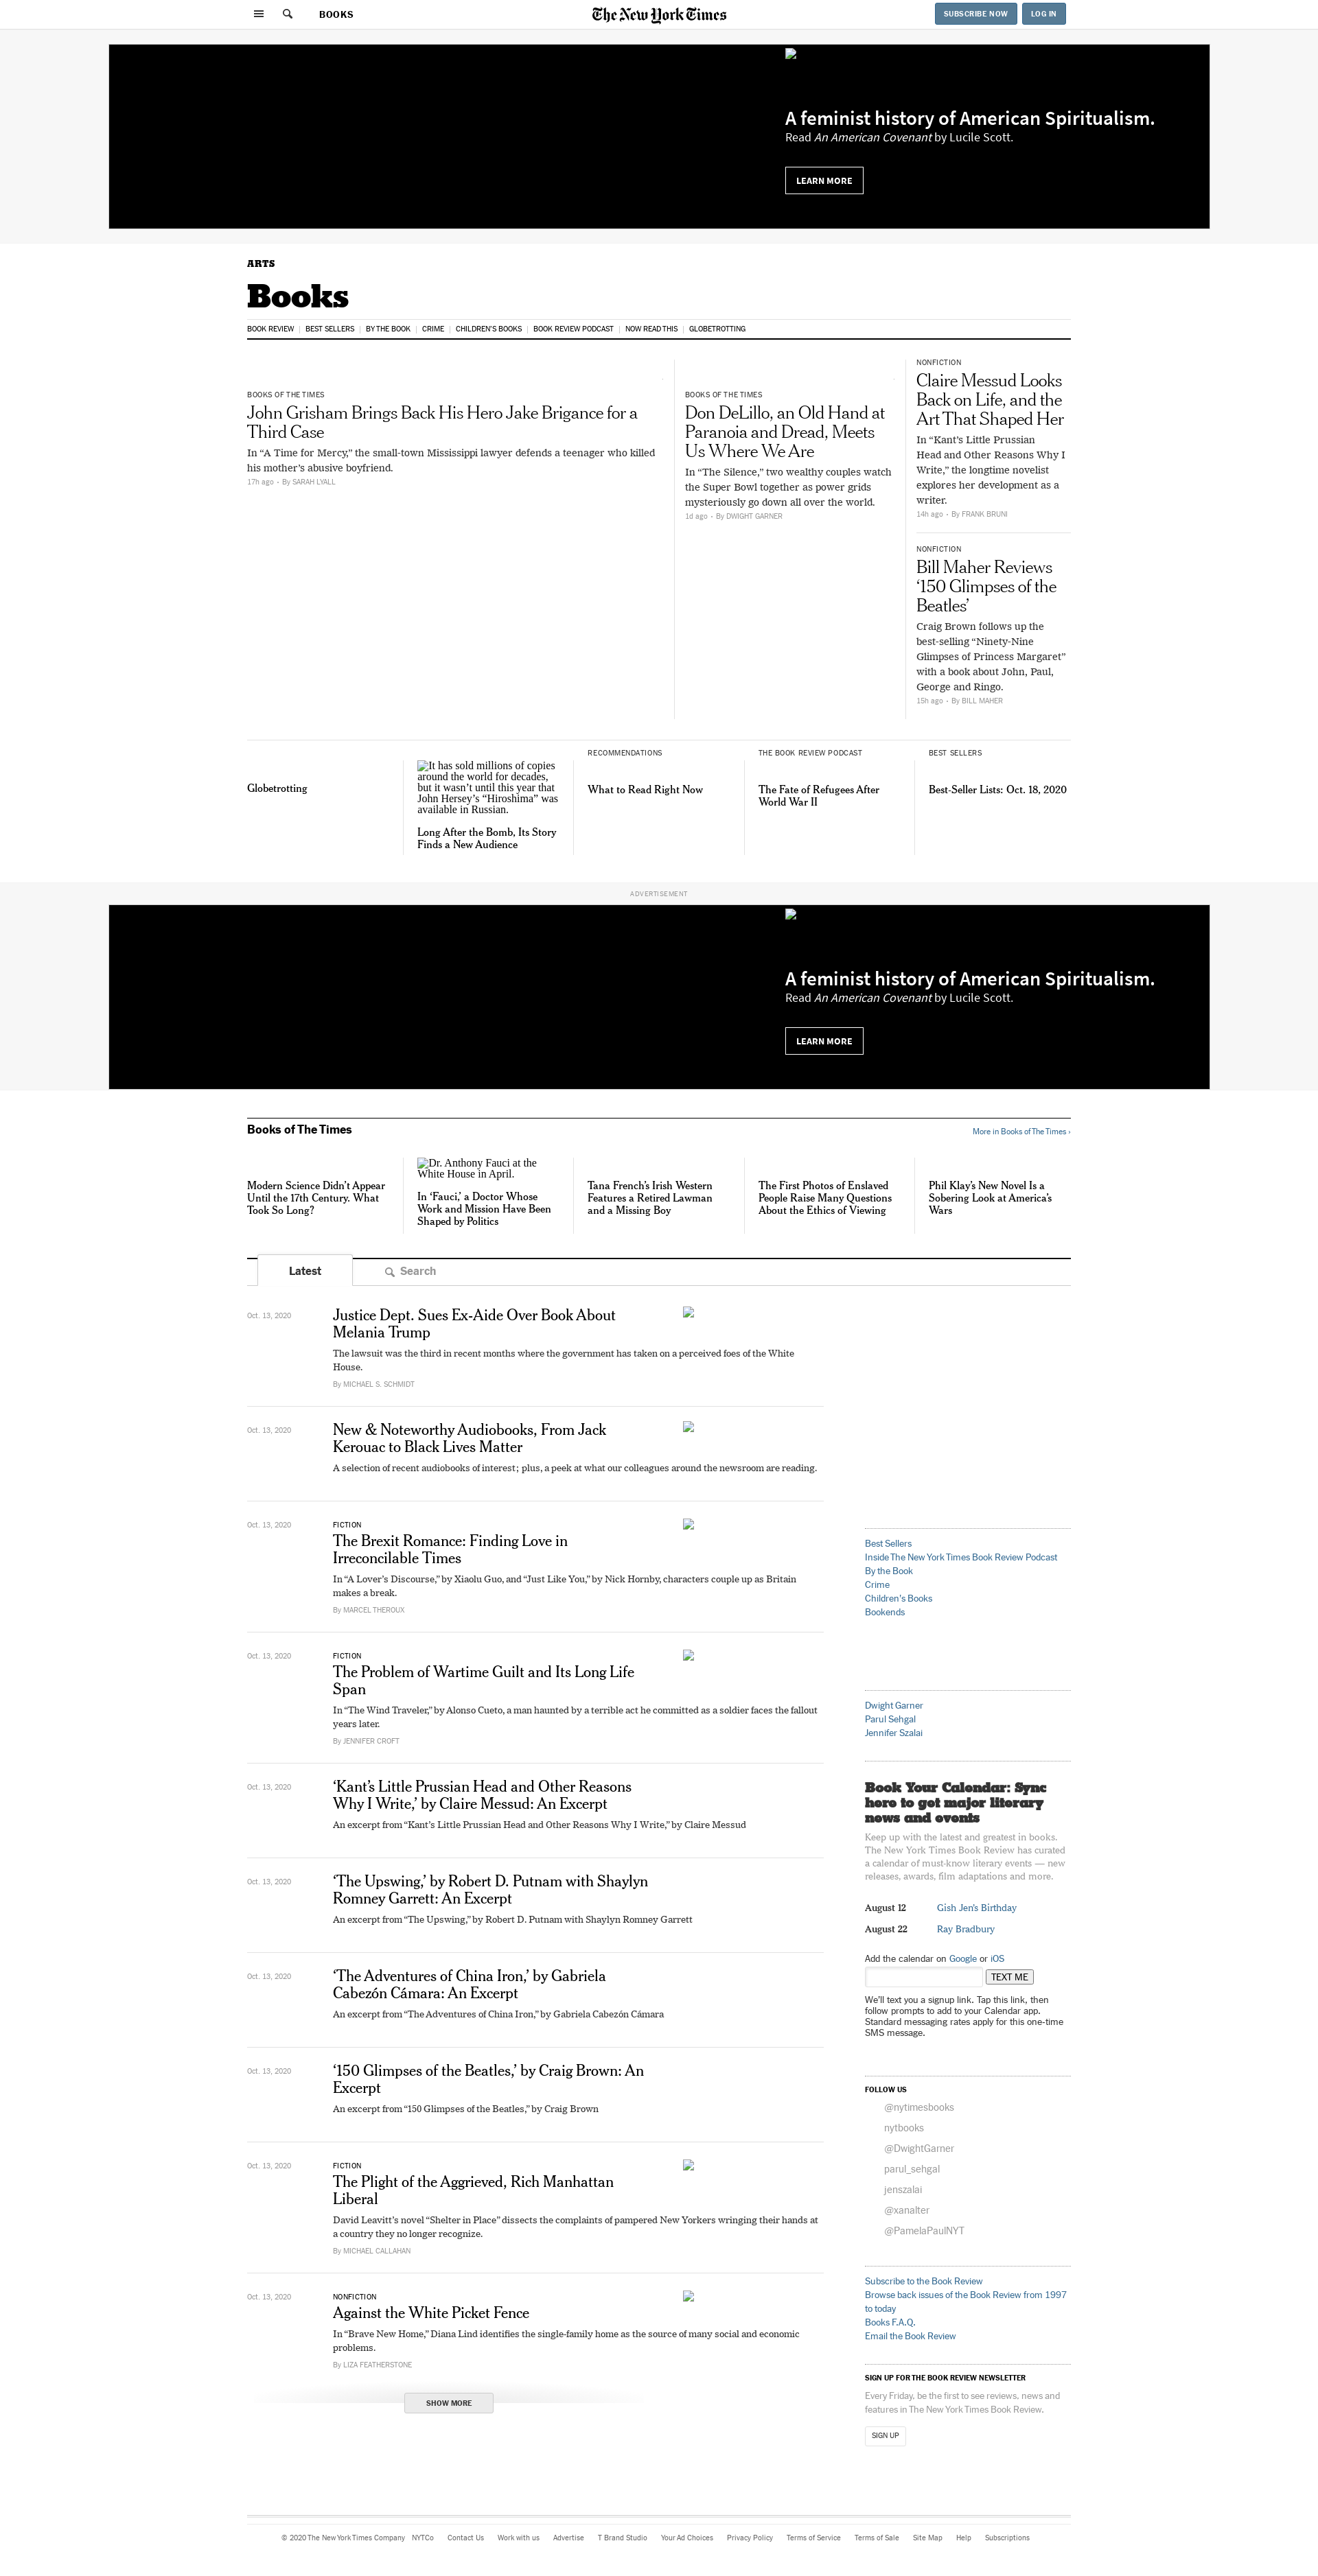 BOOKS
The New York Times
SUBSCRIBE NOW
LOG IN
A feminist history of American Spiritualism.
Read An American Covenant by Lucile Scott.
LEARN MORE
ARTS
Books
BOOK REVIEW | BEST SELLERS | BY THE BOOK | CRIME | CHILDREN'S BOOKS | BOOK REVIEW PODCAST | NOW READ THIS | GLOBETROTTING
BOOKS OF THE TIMES
John Grisham Brings Back His Hero Jake Brigance for a
Third Case
In “A Time for Mercy,” the small-town Mississippi lawyer defends a teenager who killed
his mother’s abusive boyfriend.
17h ago • By SARAH LYALL
BOOKS OF THE TIMES
Don DeLillo, an Old Hand at
Paranoia and Dread, Meets
Us Where We Are
In “The Silence,” two wealthy couples watch
the Super Bowl together as power grids
mysteriously go down all over the world.
1d ago • By DWIGHT GARNER
NONFICTION
Claire Messud Looks
Back on Life, and the
Art That Shaped Her
In “Kant’s Little Prussian
Head and Other Reasons Why I
Write,” the longtime novelist
explores her development as a
writer.
14h ago • By FRANK BRUNI
NONFICTION
Bill Maher Reviews
‘150 Glimpses of the
Beatles’
Craig Brown follows up the
best-selling “Ninety-Nine
Glimpses of Princess Margaret”
with a book about John, Paul,
George and Ringo.
15h ago • By BILL MAHER
Globetrotting
It has sold millions of copies
around the world for decades,
but it wasn’t until this year that
John Hersey’s “Hiroshima” was
available in Russian.
Long After the Bomb, Its Story
Finds a New Audience
RECOMMENDATIONS
What to Read Right Now
THE BOOK REVIEW PODCAST
The Fate of Refugees After
World War II
BEST SELLERS
Best-Seller Lists: Oct. 18, 2020
ADVERTISEMENT
A feminist history of American Spiritualism.
Read An American Covenant by Lucile Scott.
LEARN MORE
Books of The Times
More in Books of The Times ›
Modern Science Didn’t Appear
Until the 17th Century. What
Took So Long?
Dr. Anthony Fauci at the
White House in April.
In ‘Fauci,’ a Doctor Whose
Work and Mission Have Been
Shaped by Politics
Tana French’s Irish Western
Features a Retired Lawman
and a Missing Boy
The First Photos of Enslaved
People Raise Many Questions
About the Ethics of Viewing
Phil Klay’s New Novel Is a
Sobering Look at America’s
Wars
Latest
Search
Oct. 13, 2020
Justice Dept. Sues Ex-Aide Over Book About
Melania Trump
The lawsuit was the third in recent months where the government has taken on a perceived foes of the White
House.
By MICHAEL S. SCHMIDT
Oct. 13, 2020
New & Noteworthy Audiobooks, From Jack
Kerouac to Black Lives Matter
A selection of recent audiobooks of interest; plus, a peek at what our colleagues around the newsroom are reading.
Oct. 13, 2020
FICTION
The Brexit Romance: Finding Love in
Irreconcilable Times
In “A Lover’s Discourse,” by Xiaolu Guo, and “Just Like You,” by Nick Hornby, characters couple up as Britain
makes a break.
By MARCEL THEROUX
Oct. 13, 2020
FICTION
The Problem of Wartime Guilt and Its Long Life
Span
In “The Wind Traveler,” by Alonso Cueto, a man haunted by a terrible act he committed as a soldier faces the fallout
years later.
By JENNIFER CROFT
Oct. 13, 2020
‘Kant’s Little Prussian Head and Other Reasons
Why I Write,’ by Claire Messud: An Excerpt
An excerpt from “Kant’s Little Prussian Head and Other Reasons Why I Write,” by Claire Messud
Oct. 13, 2020
‘The Upswing,’ by Robert D. Putnam with Shaylyn
Romney Garrett: An Excerpt
An excerpt from “The Upswing,” by Robert D. Putnam with Shaylyn Romney Garrett
Oct. 13, 2020
‘The Adventures of China Iron,’ by Gabriela
Cabezón Cámara: An Excerpt
An excerpt from “The Adventures of China Iron,” by Gabriela Cabezón Cámara
Oct. 13, 2020
‘150 Glimpses of the Beatles,’ by Craig Brown: An
Excerpt
An excerpt from “150 Glimpses of the Beatles,” by Craig Brown
Oct. 13, 2020
FICTION
The Plight of the Aggrieved, Rich Manhattan
Liberal
David Leavitt’s novel “Shelter in Place” dissects the complaints of pampered New Yorkers wringing their hands at
a country they no longer recognize.
By MICHAEL CALLAHAN
Oct. 13, 2020
NONFICTION
Against the White Picket Fence
In “Brave New Home,” Diana Lind identifies the single-family home as the source of many social and economic
problems.
By LIZA FEATHERSTONE
SHOW MORE
Best Sellers
Inside The New York Times Book Review Podcast
By the Book
Crime
Children's Books
Bookends
Dwight Garner
Parul Sehgal
Jennifer Szalai
Book Your Calendar: Sync
here to get major literary
news and events
Keep up with the latest and greatest in books.
The New York Times Book Review has curated
a calendar of must-know literary events — new
releases, awards, film adaptations and more.
August 12 Gish Jen's Birthday
August 22 Ray Bradbury
Add the calendar on Google or iOS
TEXT ME
We’ll text you a signup link. Tap this link, then
follow prompts to add to your Calendar app.
Standard messaging rates apply for this one-time
SMS message.
FOLLOW US
@nytimesbooks
nytbooks
@DwightGarner
parul_sehgal
jenszalai
@xanalter
@PamelaPaulNYT
Subscribe to the Book Review
Browse back issues of the Book Review from 1997
to today
Books F.A.Q.
Email the Book Review
SIGN UP FOR THE BOOK REVIEW NEWSLETTER
Every Friday, be the first to see reviews, news and
features in The New York Times Book Review.
SIGN UP
© 2020 The New York Times Company NYTCo Contact Us Work with us Advertise T Brand Studio Your Ad Choices Privacy Policy Terms of Service Terms of Sale Site Map Help Subscriptions